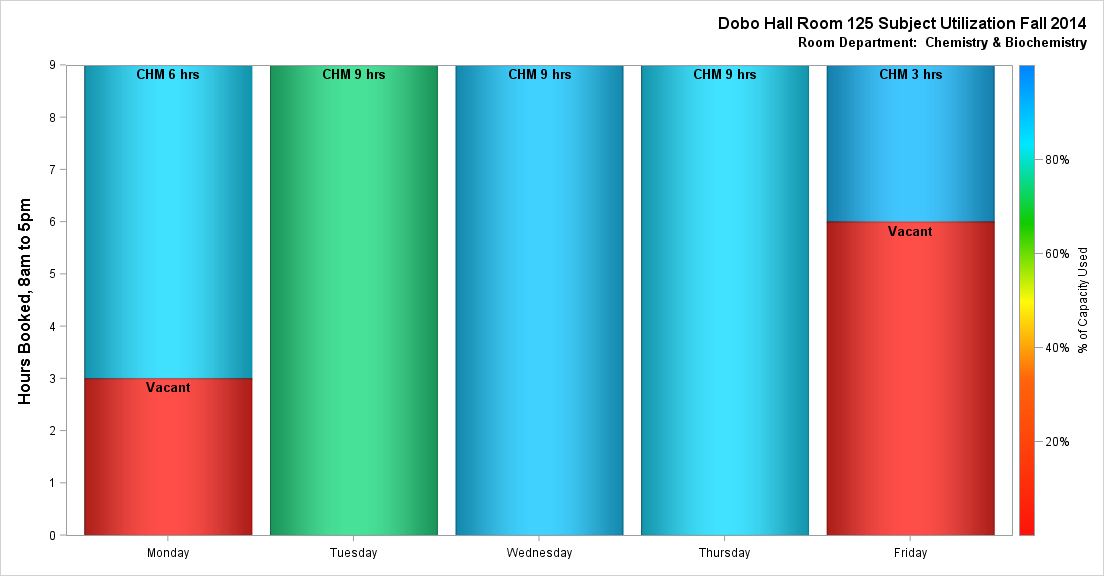 Dobo Hall Room 125 Subject Utilization Fall 2014
Room Department:  Chemistry & Biochemistry
Hours Booked, 8am to 5pm
9
8
7
6
5
4
3
2
1
0
CHM 6 hrs
Vacant
CHM 9 hrs
CHM 9 hrs
CHM 9 hrs
CHM 3 hrs
Vacant
Monday
Tuesday
Wednesday
Thursday
Friday
80%
60%
40%
20%
% of Capacity Used